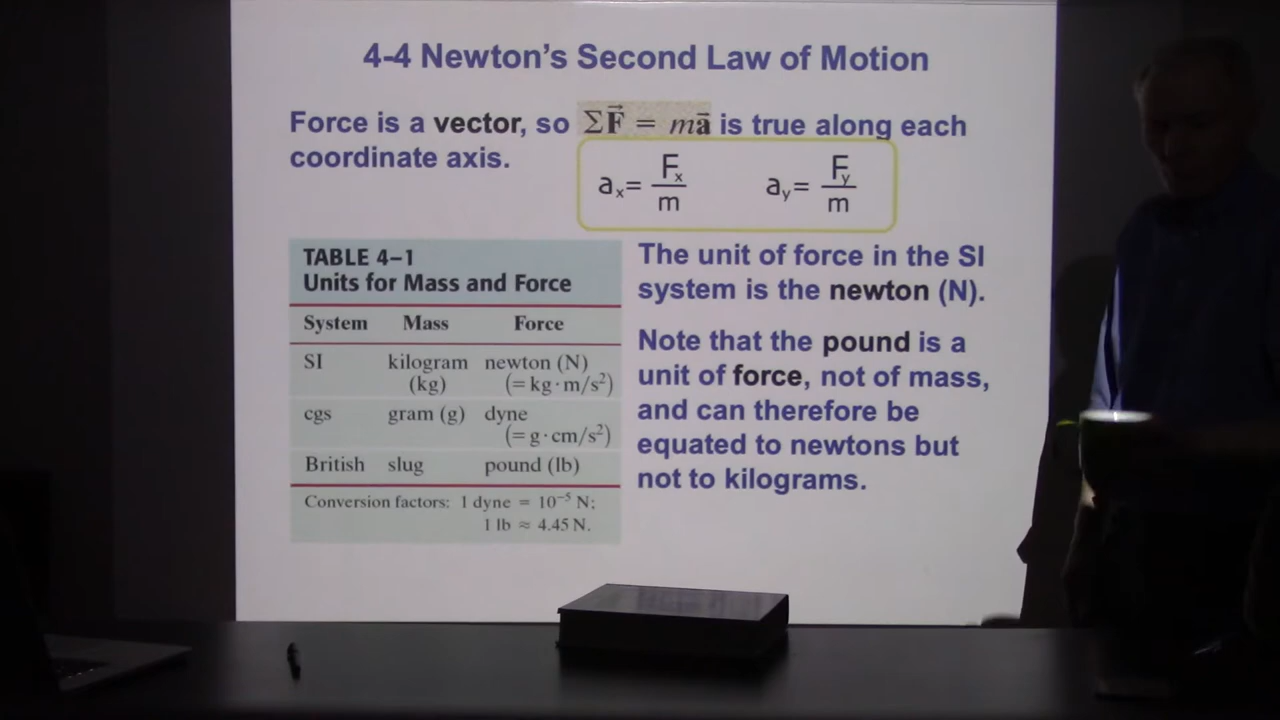 4-4 Newton's Second Law of Motion
Force is a vector, so ΣF⃗ = ma⃗ is true along each
coordinate axis.
aₓ= Fₓ/m a_y= F_y/m
TABLE 4–1
Units for Mass and Force
System Mass Force
SI kilogram newton (N)
(kg) (= kg·m/s²)
cgs gram (g) dyne
(= g·cm/s²)
British slug pound (lb)
Conversion factors: 1 dyne = 10⁻⁵ N;
1 lb ≈ 4.45 N.
The unit of force in the SI
system is the newton (N).
Note that the pound is a
unit of force, not of mass,
and can therefore be
equated to newtons but
not to kilograms.